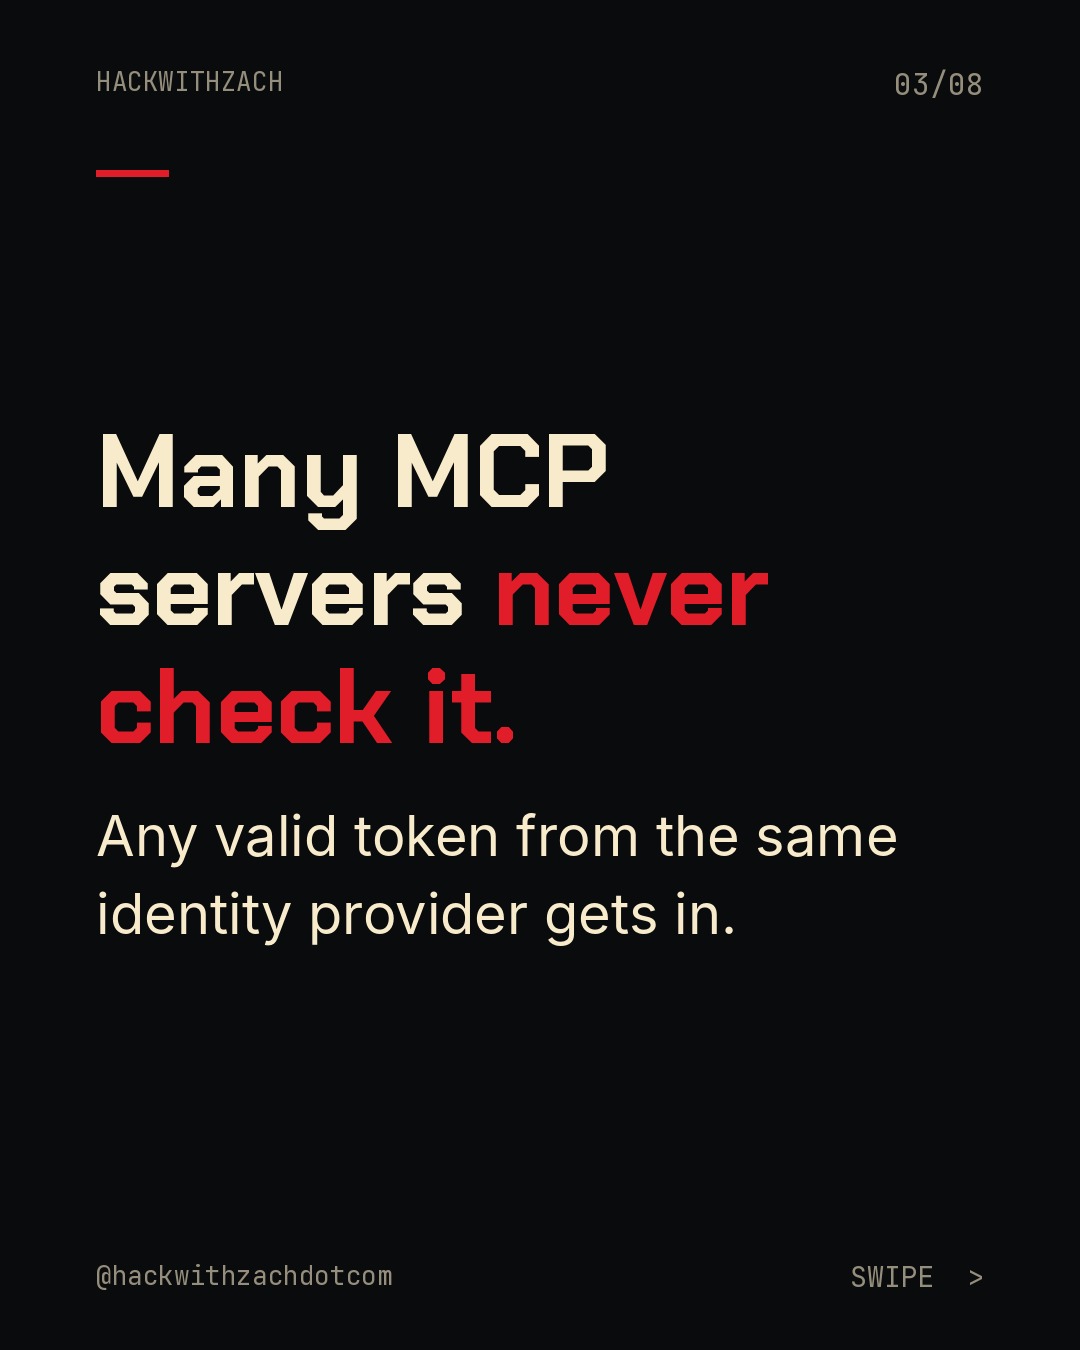 HACKWITHZACH
03/08
Many MCP
servers never
check it.
Any valid token from the same
identity provider gets in.
@hackwithzachdotcom
SWIPE >